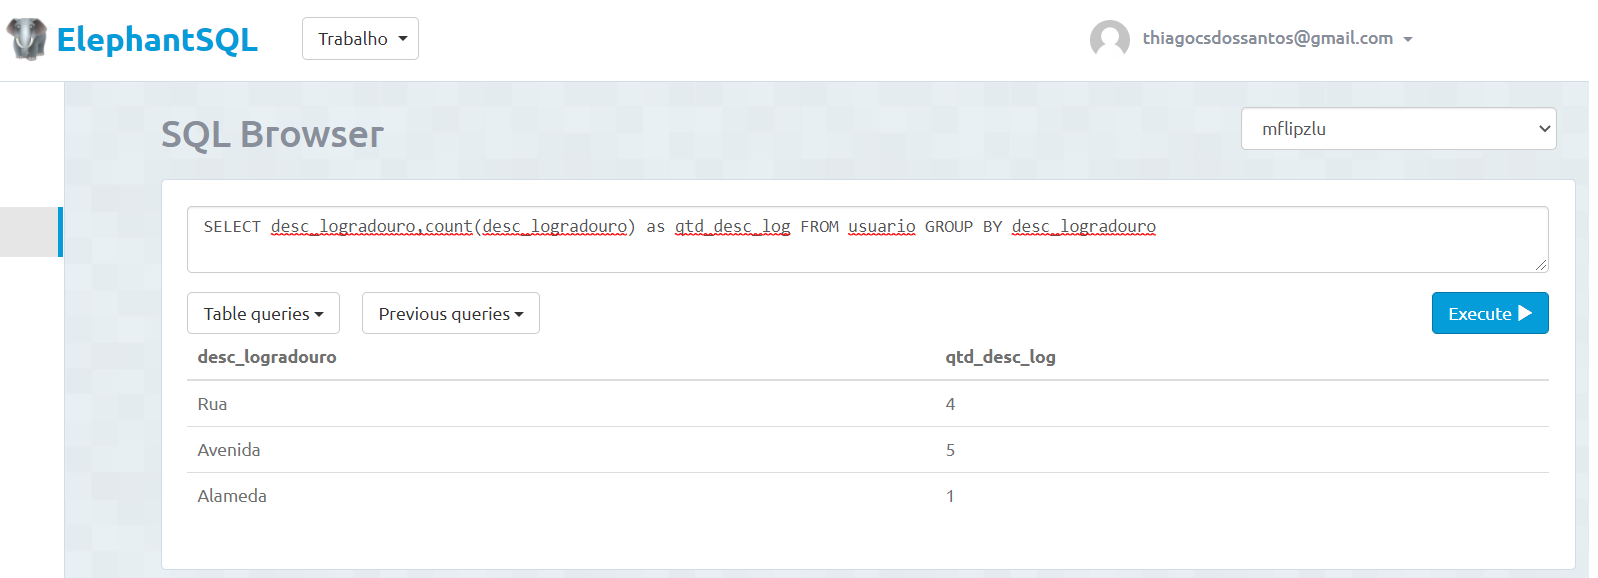 ElephantSQL Trabalho thiagocsdossantos@gmail.com
SQL Browser mflipzlu
SELECT desc_logradouro,count(desc_logradouro) as qtd_desc_log FROM usuario GROUP BY desc_logradouro
Table queries Previous queries Execute
desc_logradouro qtd_desc_log
Rua 4
Avenida 5
Alameda 1